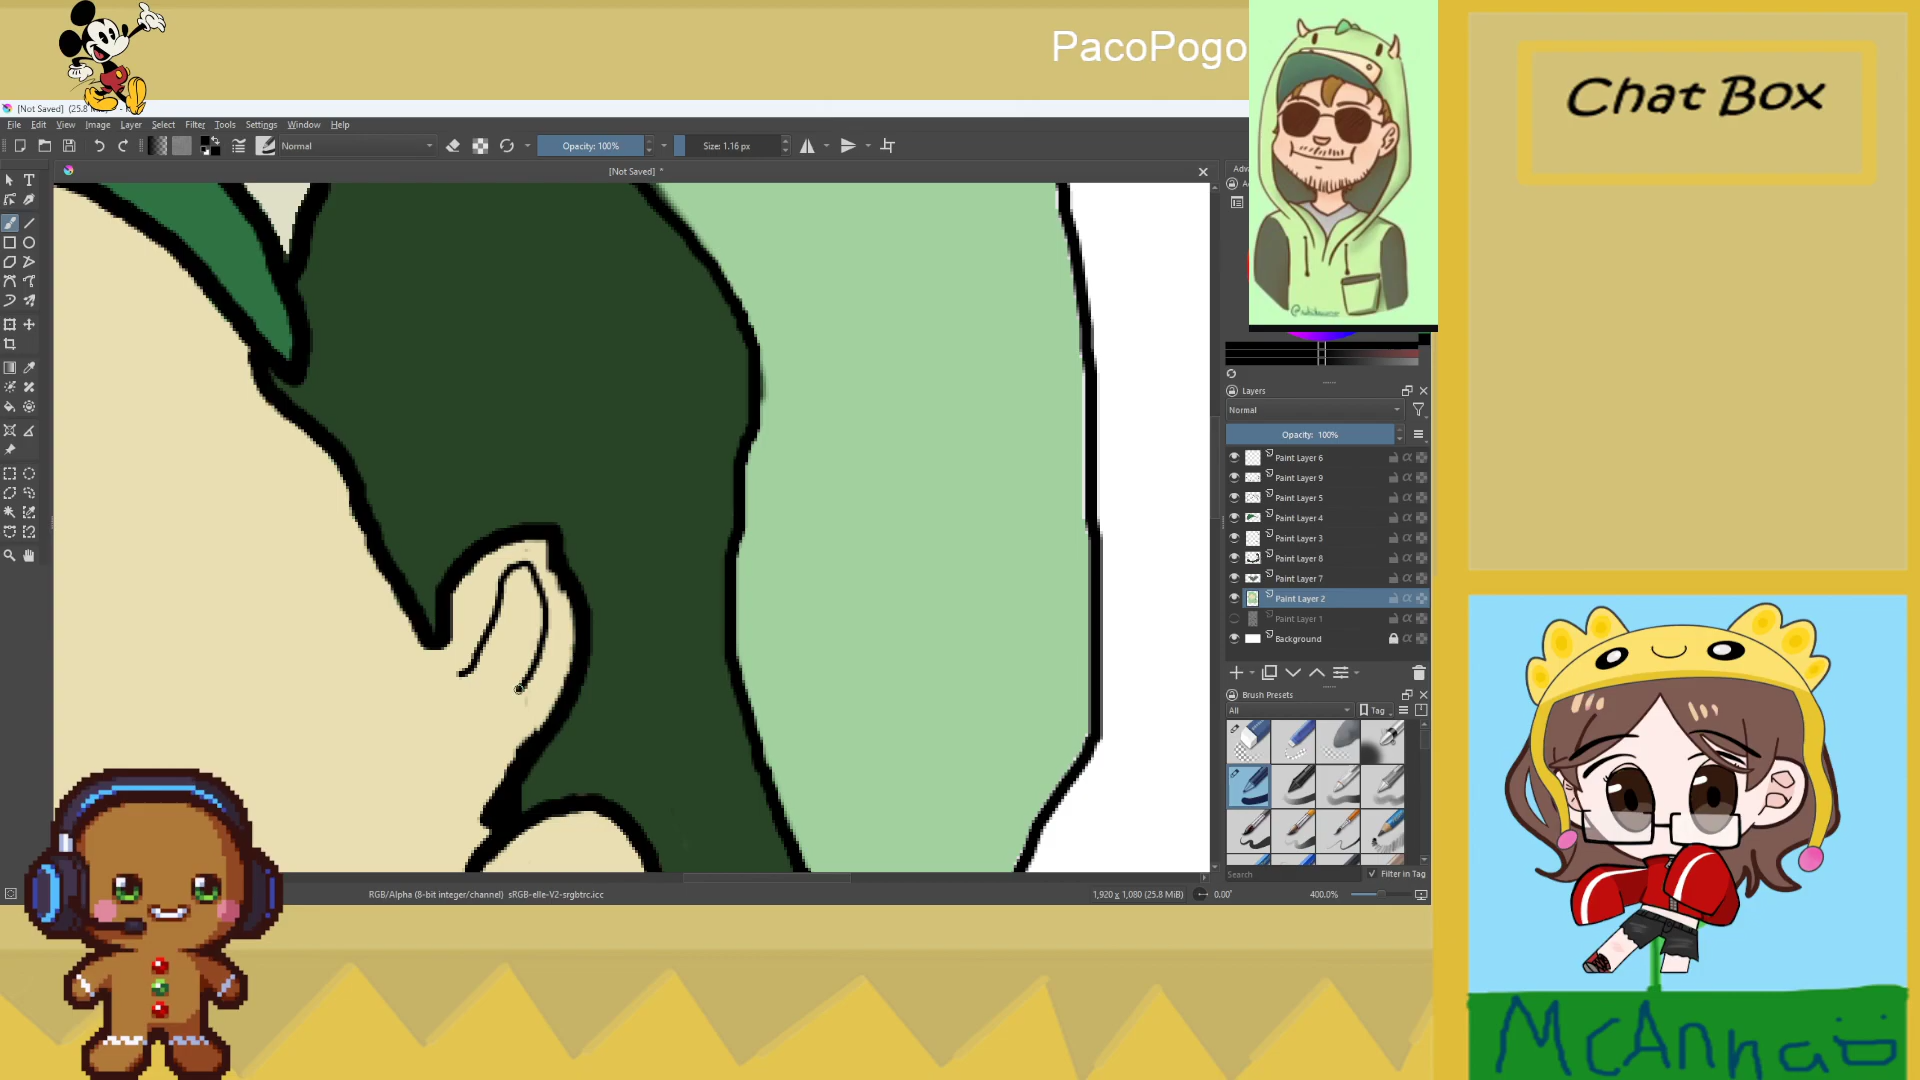 PacoPogo
Chat Box
[Not Saved] (25.8
File Edit View Image Layer Select Filter Tools Settings Window Help
Normal
Opacity: 100%
Size: 1.16 px
[Not Saved] *
Layers
Normal
Opacity: 100%
Paint Layer 6
Paint Layer 9
Paint Layer 5
Paint Layer 4
Paint Layer 3
Paint Layer 8
Paint Layer 7
Paint Layer 2
Paint Layer 1
Background
Brush Presets
All
Tag
Search
Filter in Tag
RGB/Alpha (8-bit integer/channel) sRGB-elle-V2-srgbtrc.icc
1,920 x 1,080 (25.8 MiB)
0.00°
400.0%
McAnna